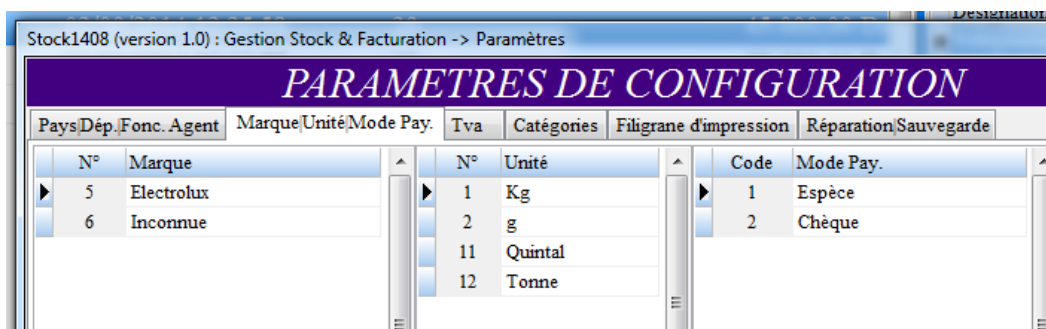 Désignation
Stock1408 (version 1.0) : Gestion Stock & Facturation -> Paramètres
PARAMETRES DE CONFIGURATION
Pays|Dép.|Fonc. Agent Marque|Unité|Mode Pay. Tva Catégories Filigrane d'impression Réparation|Sauvegarde
N° Marque N° Unité Code Mode Pay.
5 Electrolux 1 Kg 1 Espèce
6 Inconnue 2 g 2 Chèque
11 Quintal
12 Tonne